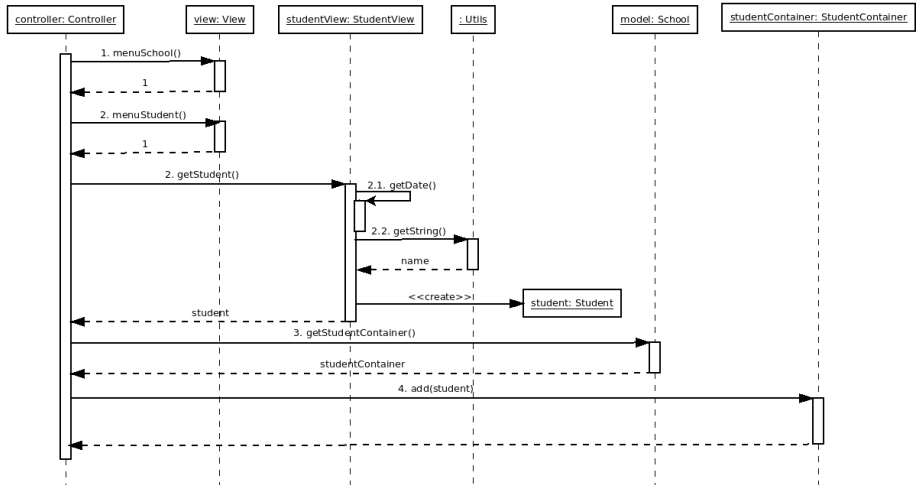 controller: Controller
view: View
studentView: StudentView
: Utils
model: School
studentContainer: StudentContainer
1. menuSchool()
1
2. menuStudent()
1
2. getStudent()
2.1. getDate()
2.2. getString()
name
<<create>>
student: Student
student
3. getStudentContainer()
studentContainer
4. add(student)